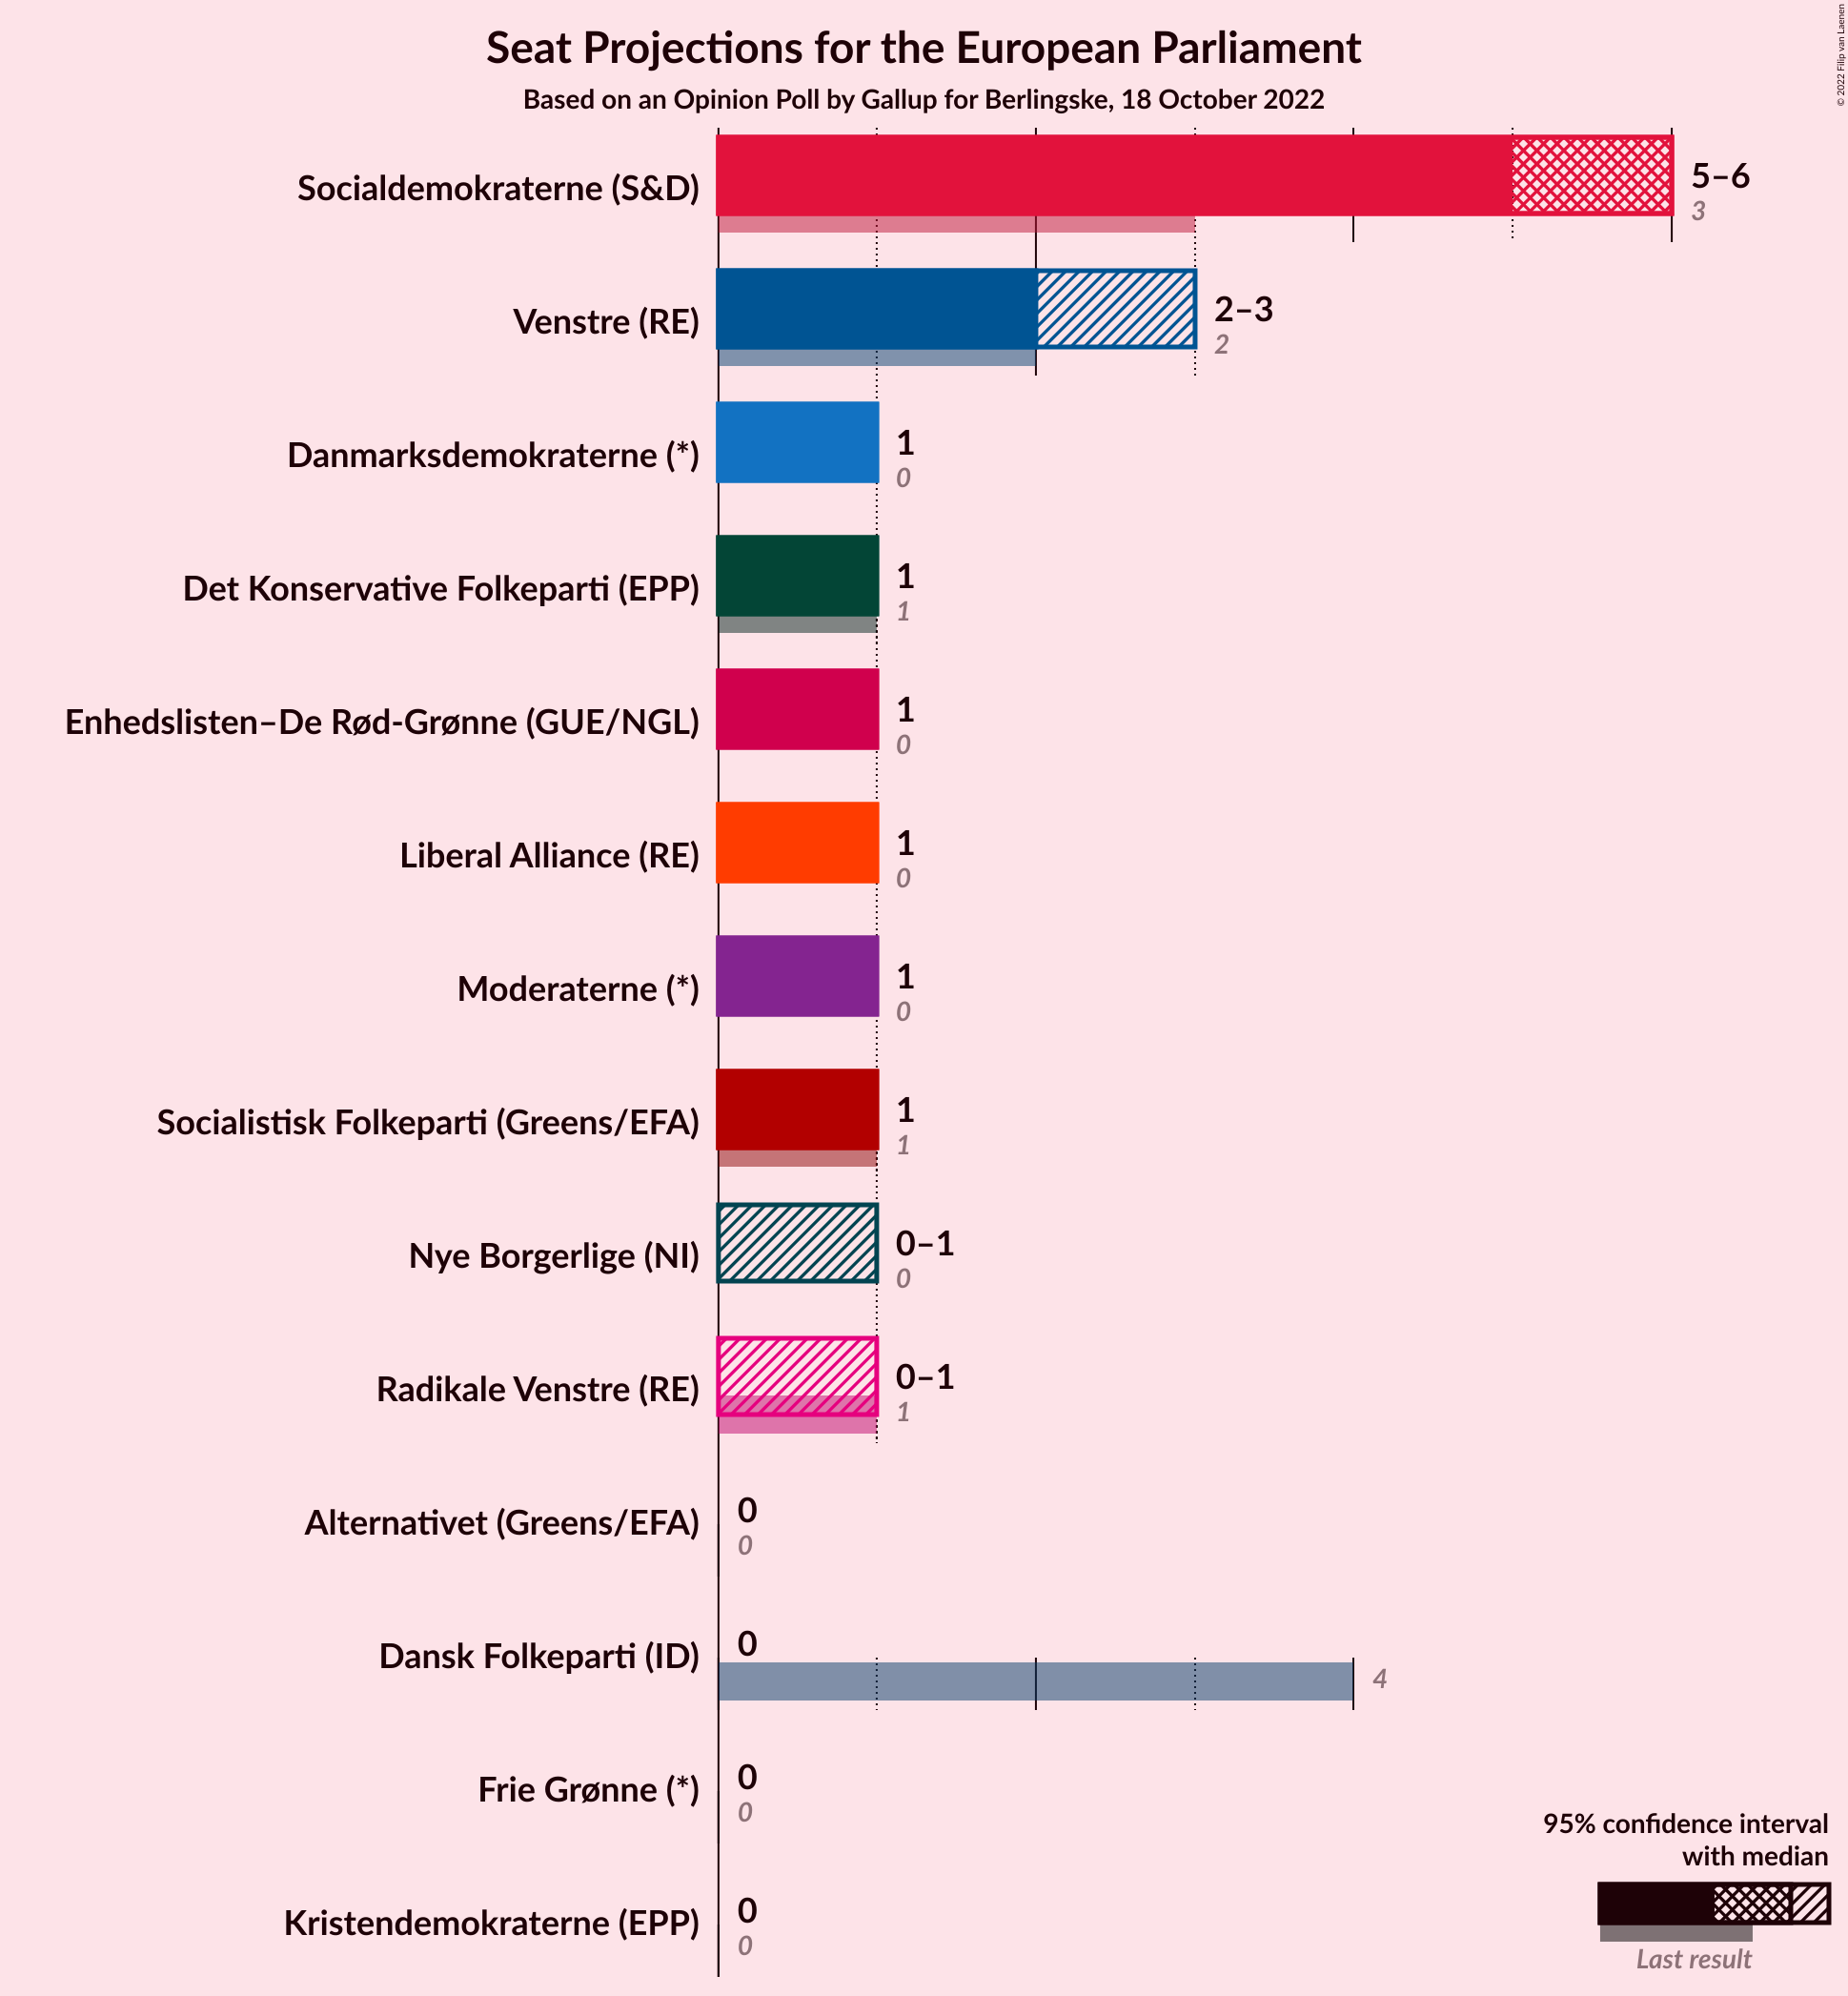 Seat Projections for the European Parliament
Based on an Opinion Poll by Gallup for Berlingske, 18 October 2022
© 2022 Filip van Laenen
Socialdemokraterne (S&D)
5–6
3
Venstre (RE)
2–3
2
Danmarksdemokraterne (*)
1
0
Det Konservative Folkeparti (EPP)
1
1
Enhedslisten–De Rød-Grønne (GUE/NGL)
1
0
Liberal Alliance (RE)
1
0
Moderaterne (*)
1
0
Socialistisk Folkeparti (Greens/EFA)
1
1
Nye Borgerlige (NI)
0–1
0
Radikale Venstre (RE)
0–1
1
Alternativet (Greens/EFA)
0
0
Dansk Folkeparti (ID)
0
4
Frie Grønne (*)
0
0
Kristendemokraterne (EPP)
0
0
95% confidence interval
with median
Last result